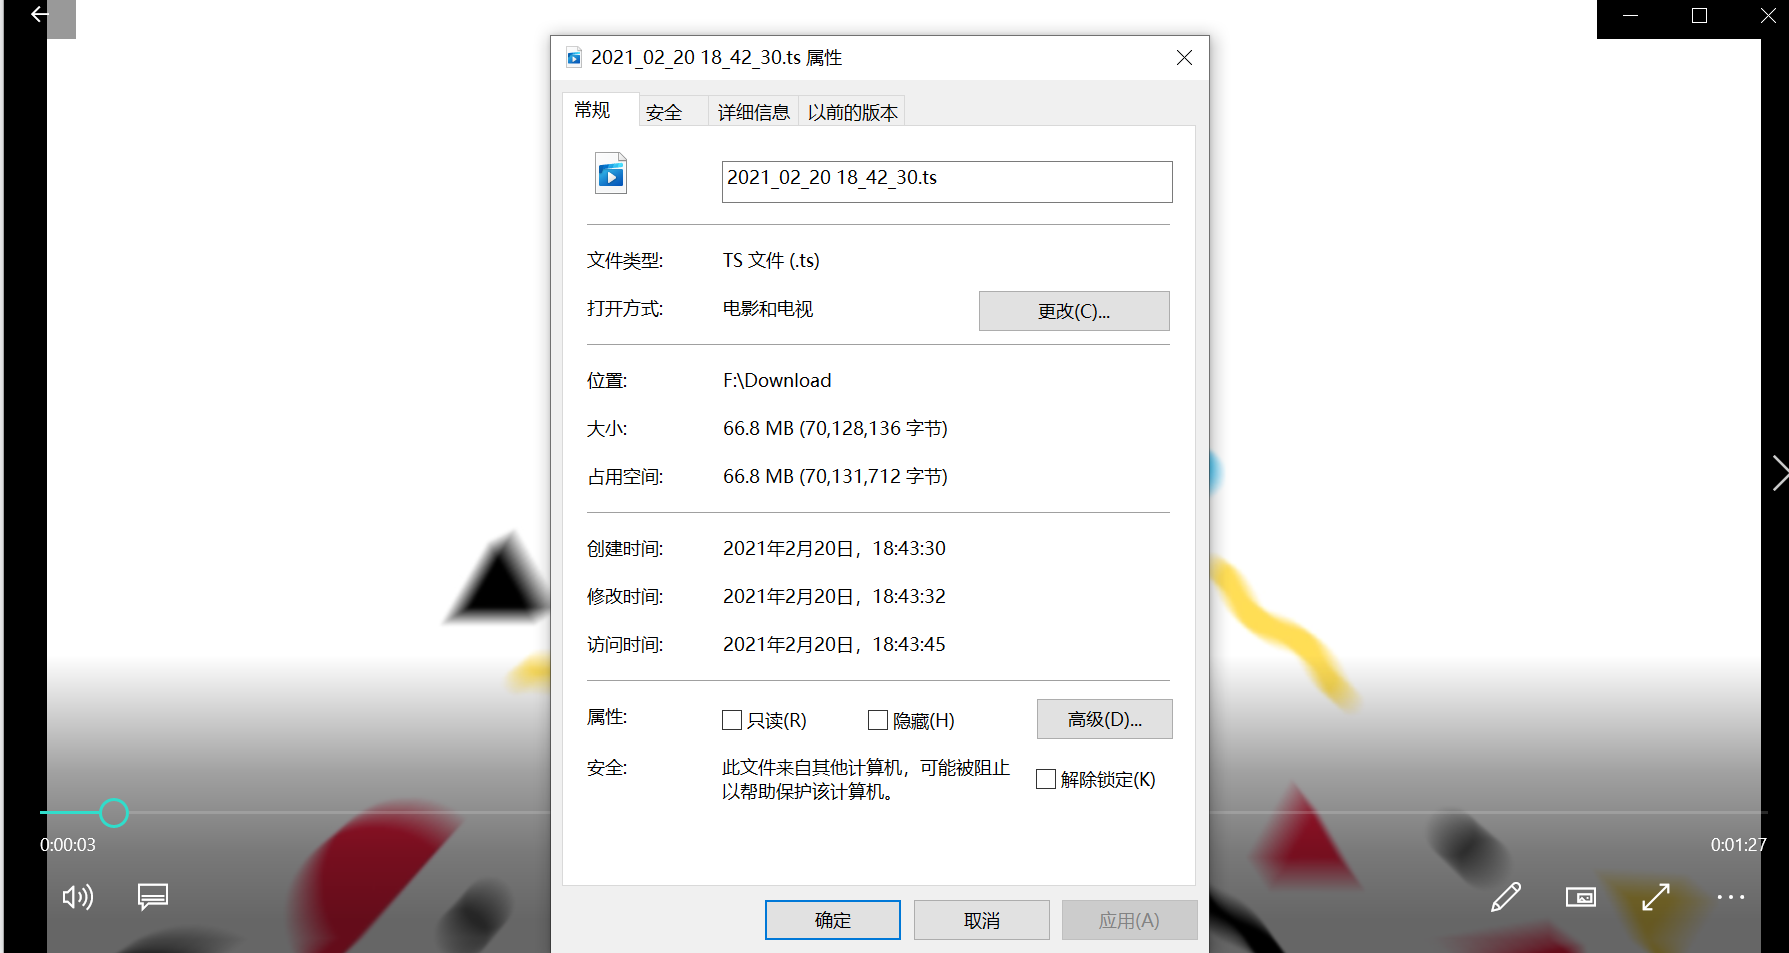 2021_02_20 18_42_30.ts 属性
常规 安全 详细信息 以前的版本
2021_02_20 18_42_30.ts
文件类型: TS 文件 (.ts)
打开方式: 电影和电视 更改(C)...
位置: F:\Download
大小: 66.8 MB (70,128,136 字节)
占用空间: 66.8 MB (70,131,712 字节)
创建时间: 2021年2月20日，18:43:30
修改时间: 2021年2月20日，18:43:32
访问时间: 2021年2月20日，18:43:45
属性: 只读(R) 隐藏(H) 高级(D)...
安全: 此文件来自其他计算机，可能被阻止
以帮助保护该计算机。 解除锁定(K)
0:00:03 0:01:27
确定 取消 应用(A)